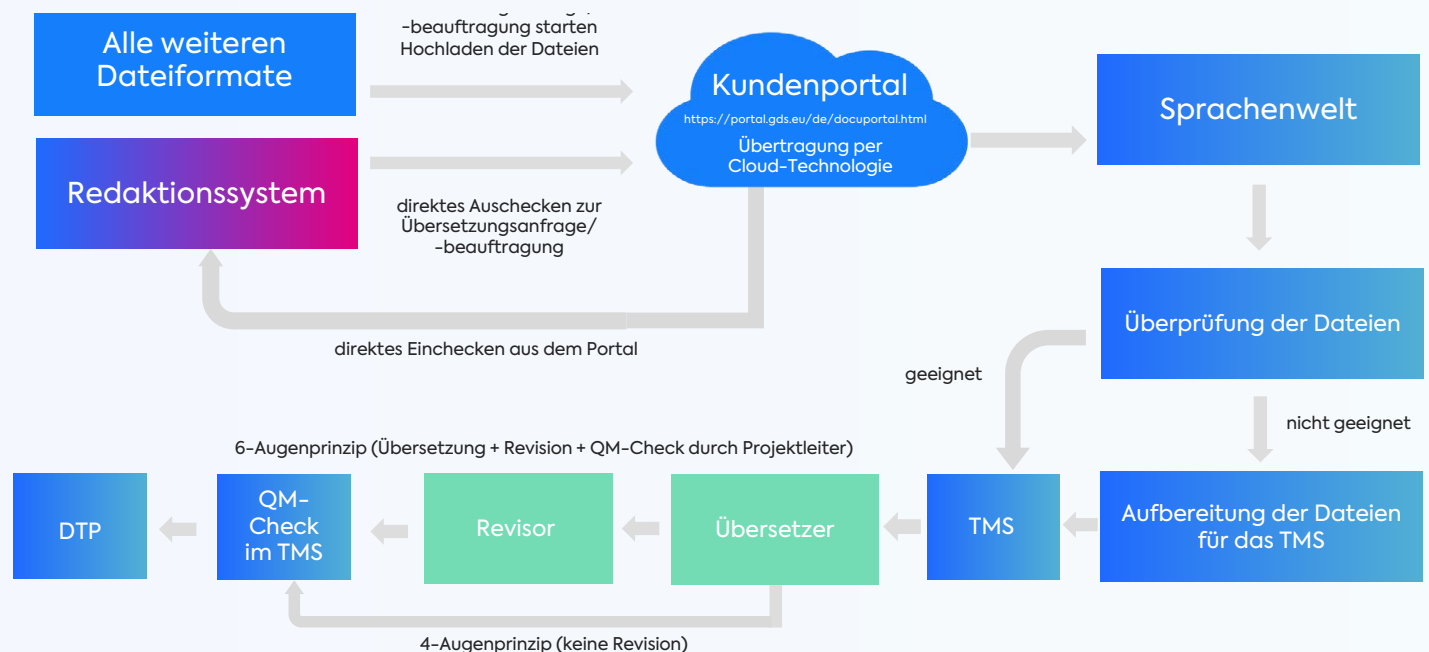 Alle weiteren
Dateiformate
-beauftragung starten
Hochladen der Dateien
Kundenportal
https://portal.gds.eu/de/docuportal.html
Übertragung per
Cloud-Technologie
Sprachenwelt
Redaktionssystem
direktes Auschecken zur
Übersetzungsanfrage/
-beauftragung
direktes Einchecken aus dem Portal
Überprüfung der Dateien
geeignet
nicht geeignet
6-Augenprinzip (Übersetzung + Revision + QM-Check durch Projektleiter)
DTP
QM-
Check
im TMS
Revisor
Übersetzer
TMS
Aufbereitung der Dateien
für das TMS
4-Augenprinzip (keine Revision)